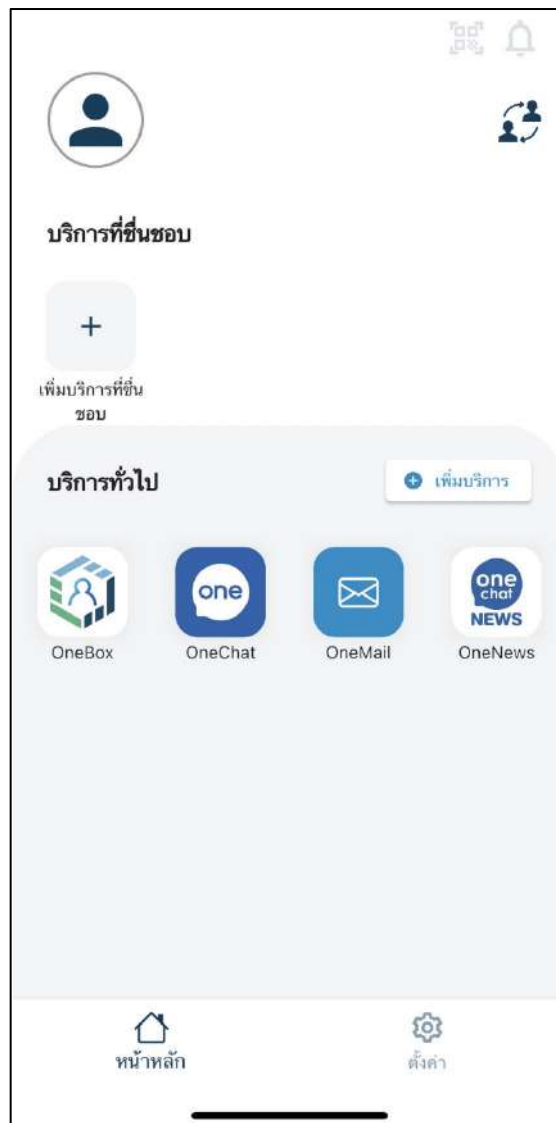 บริการที่ชื่นชอบ
+
เพิ่มบริการที่ชื่น
ชอบ
บริการทั่วไป
เพิ่มบริการ
one
one
chat
NEWS
OneBox
OneChat
OneMail
OneNews
หน้าหลัก
ตั้งค่า